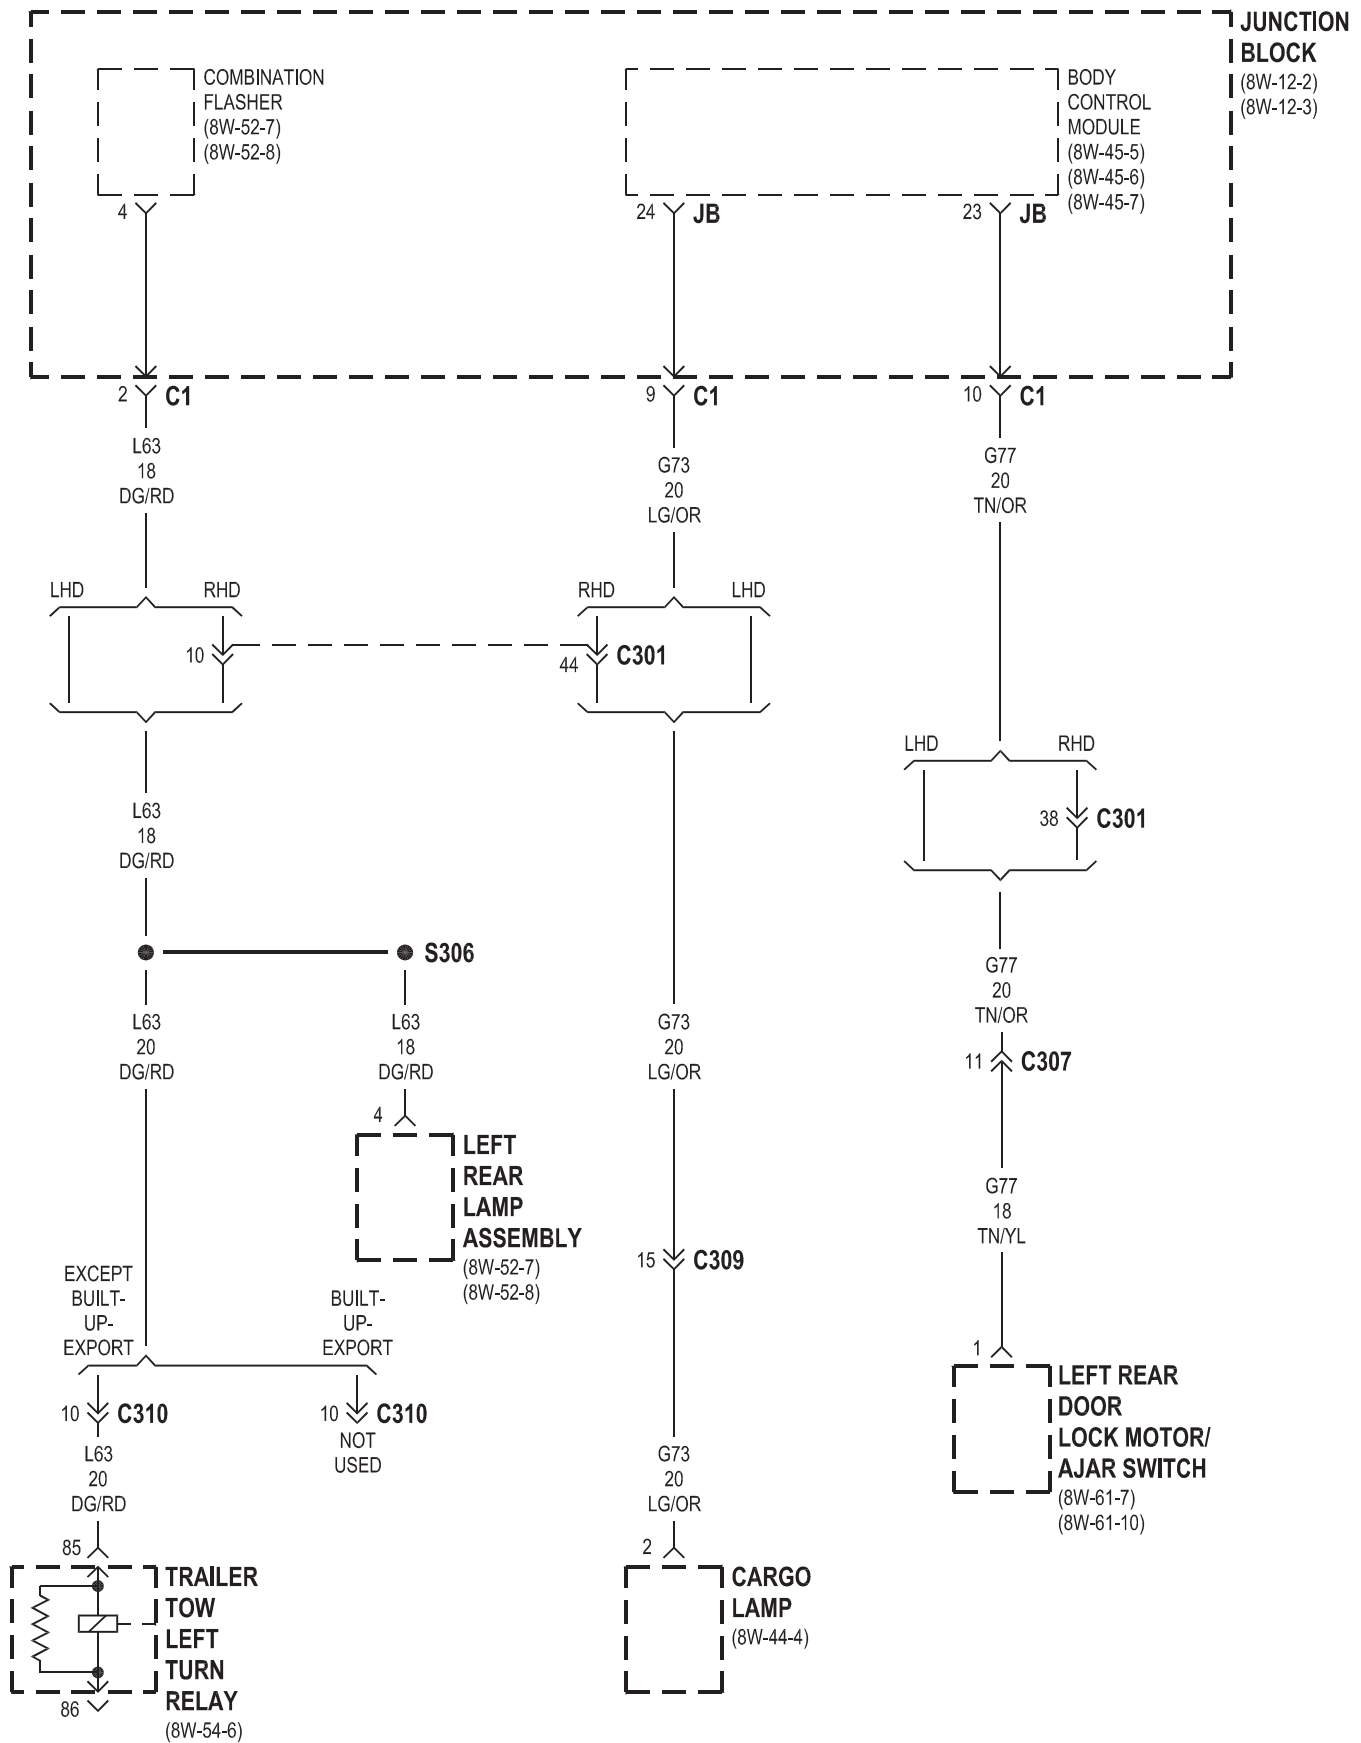 JUNCTION
BLOCK
(8W-12-2)
(8W-12-3)
COMBINATION
FLASHER
(8W-52-7)
(8W-52-8)
BODY
CONTROL
MODULE
(8W-45-5)
(8W-45-6)
(8W-45-7)
4
24 JB
23 JB
2 C1
9 C1
10 C1
L63
18
DG/RD
G73
20
LG/OR
G77
20
TN/OR
LHD RHD
RHD LHD
10
44 C301
LHD RHD
38 C301
L63
18
DG/RD
S306
G77
20
TN/OR
L63
20
DG/RD
L63
18
DG/RD
G73
20
LG/OR
11 C307
4
LEFT
REAR
LAMP
ASSEMBLY
(8W-52-7)
(8W-52-8)
G77
18
TN/YL
15 C309
EXCEPT
BUILT-
UP-
EXPORT
BUILT-
UP-
EXPORT
1
LEFT REAR
DOOR
LOCK MOTOR/
AJAR SWITCH
(8W-61-7)
(8W-61-10)
10 C310
10 C310
NOT
USED
L63
20
DG/RD
G73
20
LG/OR
85
2
TRAILER
TOW
LEFT
TURN
RELAY
(8W-54-6)
86
CARGO
LAMP
(8W-44-4)